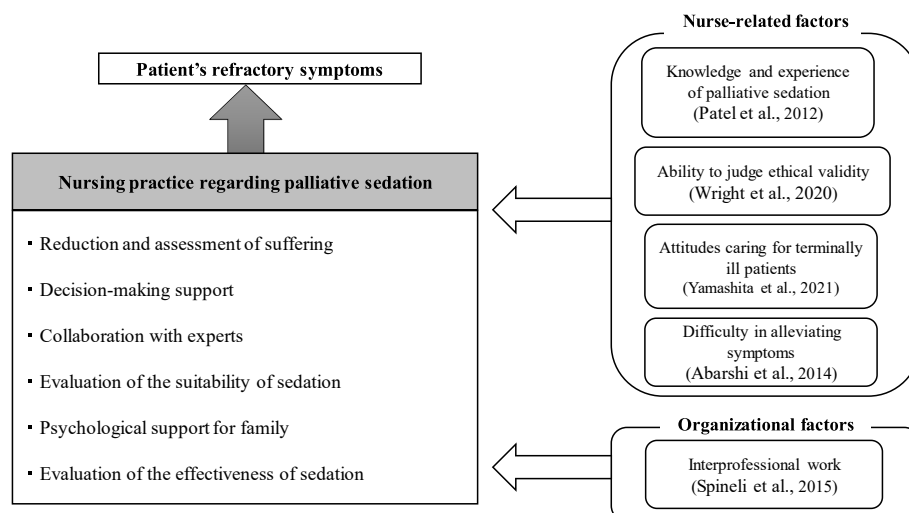 Patient's refractory symptoms
Nursing practice regarding palliative sedation
・Reduction and assessment of suffering
・Decision-making support
・Collaboration with experts
・Evaluation of the suitability of sedation
・Psychological support for family
・Evaluation of the effectiveness of sedation
Nurse-related factors
Knowledge and experience
of palliative sedation
(Patel et al., 2012)
Ability to judge ethical validity
(Wright et al., 2020)
Attitudes caring for terminally
ill patients
(Yamashita et al., 2021)
Difficulty in alleviating
symptoms
(Abarshi et al., 2014)
Organizational factors
Interprofessional work
(Spineli et al., 2015)